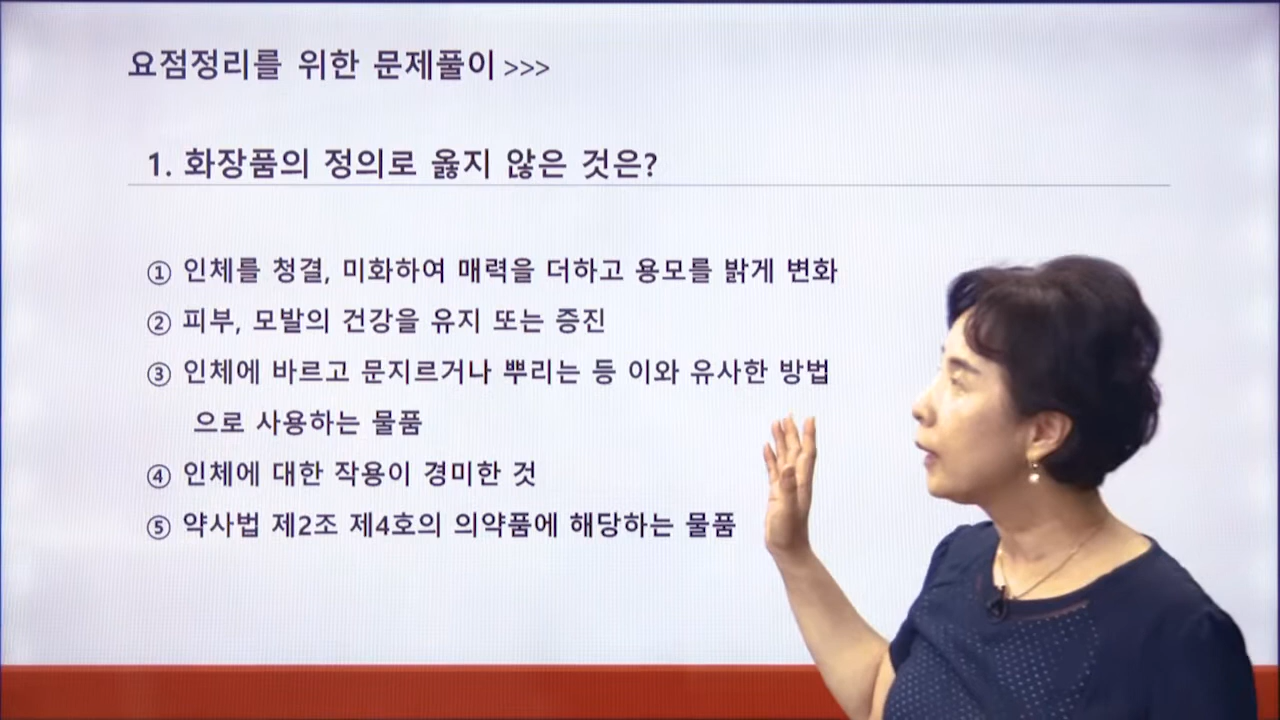 요점정리를 위한 문제풀이 >>>
1. 화장품의 정의로 옳지 않은 것은?
① 인체를 청결, 미화하여 매력을 더하고 용모를 밝게 변화
② 피부, 모발의 건강을 유지 또는 증진
③ 인체에 바르고 문지르거나 뿌리는 등 이와 유사한 방법
으로 사용하는 물품
④ 인체에 대한 작용이 경미한 것
⑤ 약사법 제2조 제4호의 의약품에 해당하는 물품